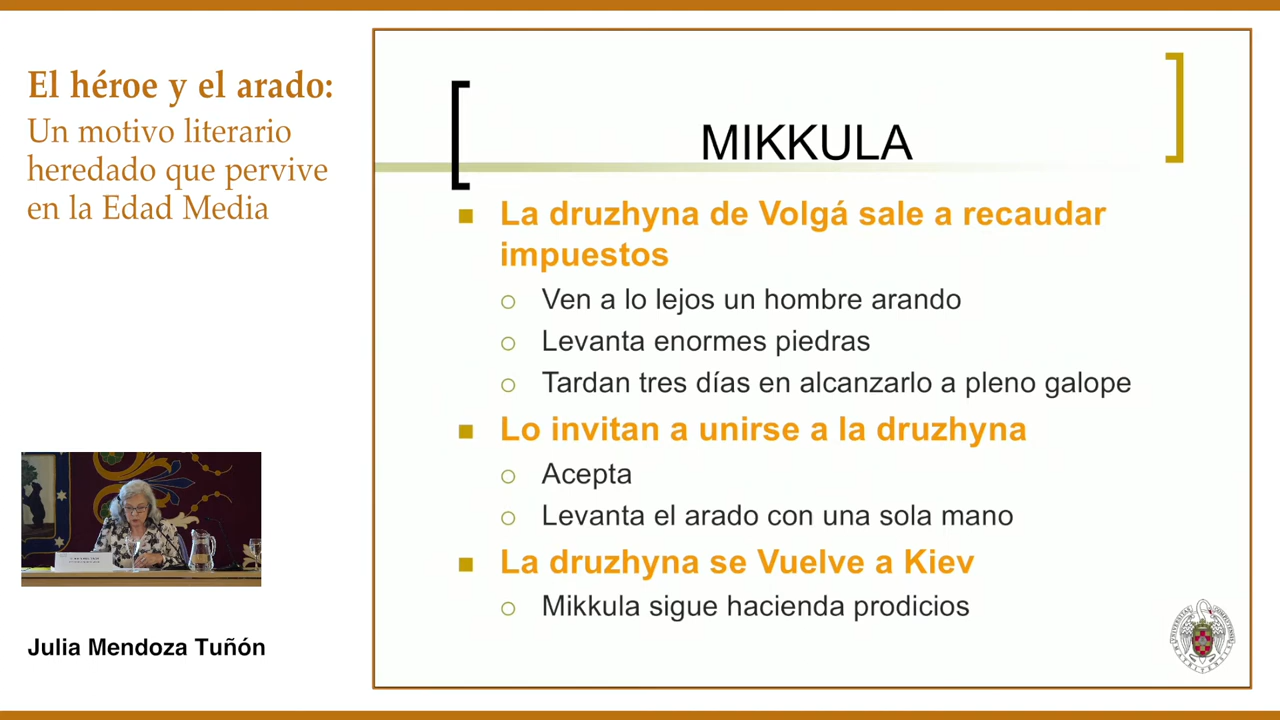 El héroe y el arado:
Un motivo literario
heredado que pervive
en la Edad Media
MIKKULA
La druzhyna de Volgá sale a recaudar
impuestos
Ven a lo lejos un hombre arando
Levanta enormes piedras
Tardan tres días en alcanzarlo a pleno galope
Lo invitan a unirse a la druzhyna
Acepta
Levanta el arado con una sola mano
La druzhyna se Vuelve a Kiev
Mikkula sigue hacienda prodicios
Julia Mendoza Tuñón